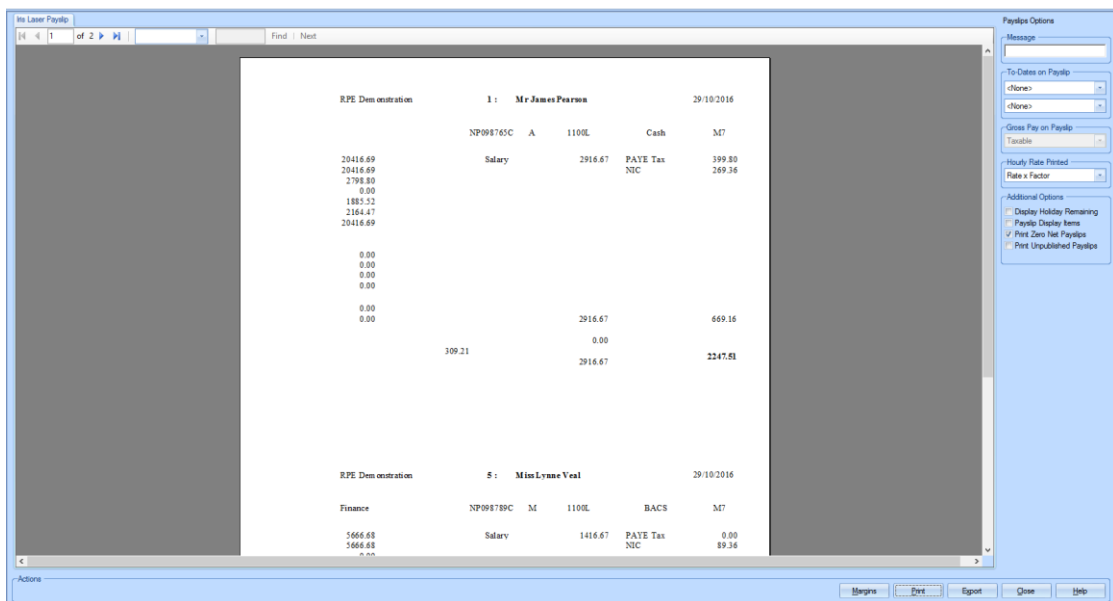 Iris Laser Payslip
1 of 2 Find | Next
RPE Demonstration 1 : Mr James Pearson 29/10/2016
NP098765C A 1100L Cash M7
20416.69 Salary 2916.67 PAYE Tax 399.80
20416.69 NIC 269.36
2798.80
0.00
1885.52
2164.47
20416.69
0.00
0.00
0.00
0.00
0.00
0.00 2916.67 669.16
0.00
309.21 2247.51
2916.67
RPE Demonstration 5 : Miss Lynne Veal 29/10/2016
Finance NP098789C M 1100L BACS M7
5666.68 Salary 1416.67 PAYE Tax 0.00
5666.68 NIC 89.36
0.00
Payslips Options
Message
To-Dates on Payslip
<None>
<None>
Gross Pay on Payslip
Taxable
Hourly Rate Printed
Rate x Factor
Additional Options
Display Holiday Remaining
Payslip Display Items
Print Zero Net Payslips
Print Unpublished Payslips
Actions
Margins Print Export Close Help